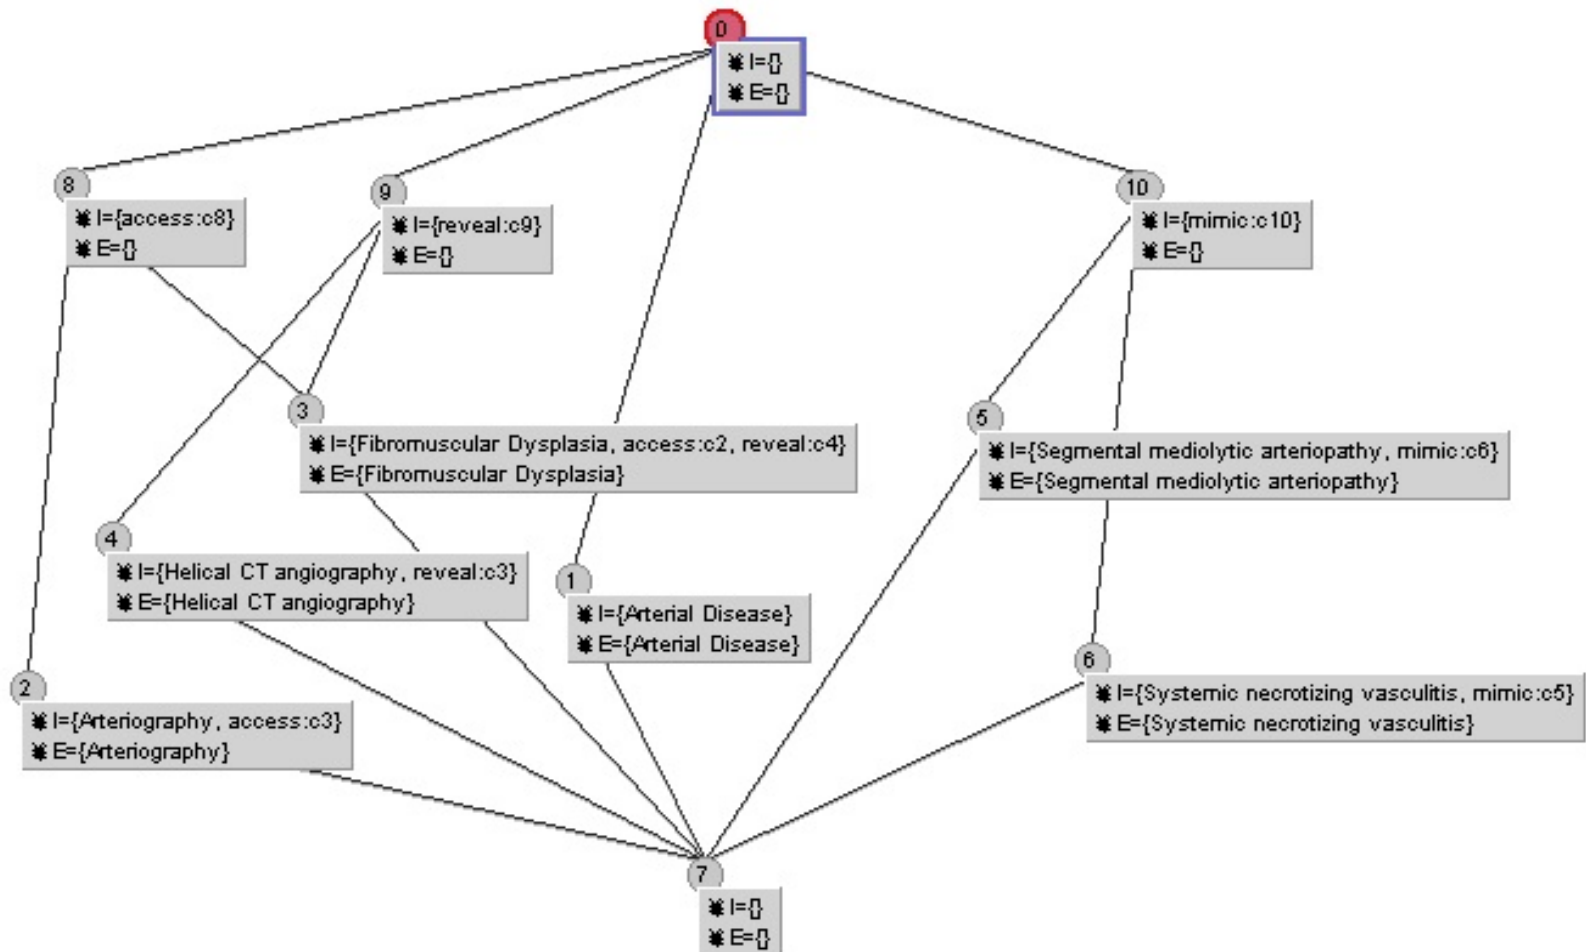 0
I={}
E={}
8
I={access:c8}
E={}
9
I={reveal:c9}
E={}
10
I={mimic:c10}
E={}
3
I={Fibromuscular Dysplasia, access:c2, reveal:c4}
E={Fibromuscular Dysplasia}
5
I={Segmental mediolytic arteriopathy, mimic:c6}
E={Segmental mediolytic arteriopathy}
4
I={Helical CT angiography, reveal:c3}
E={Helical CT angiography}
1
I={Arterial Disease}
E={Arterial Disease}
2
I={Arteriography, access:c3}
E={Arteriography}
6
I={Systemic necrotizing vasculitis, mimic:c5}
E={Systemic necrotizing vasculitis}
7
I={}
E={}